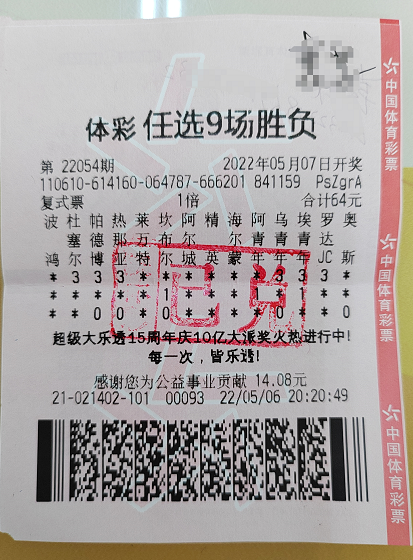 体彩 任选9场胜负
第 22054期 2022年05月07日开奖
110610-614160-064787-666201 841159 PsZgrA
复式票 1倍 合计64元
波 杜 帕 热 莱 坎 阿 精 海 阿 乌 埃 罗 奥
塞 德 那 万 布 尔 尔 青 青 青 达
鸿 尔 博 亚 特 尔 城 英 蒙 年 年 年 JC 斯
已兑
超级大乐透15周年庆10亿大派奖火热进行中!
每一次,皆乐透!
感谢您为公益事业贡献 14.08元
21-021402-101 00093 22/05/06 20:20:49
中国体育彩票
中国体育彩票
中国体育彩票